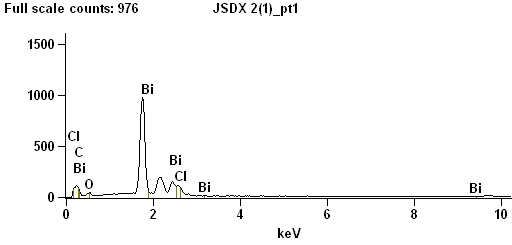 Full scale counts: 976 JSDX 2(1)_pt1
1500
1000
500
0
Cl
C
Bi
O
Bi
Bi
Cl
Bi
Bi
0 2 4 6 8 10
keV